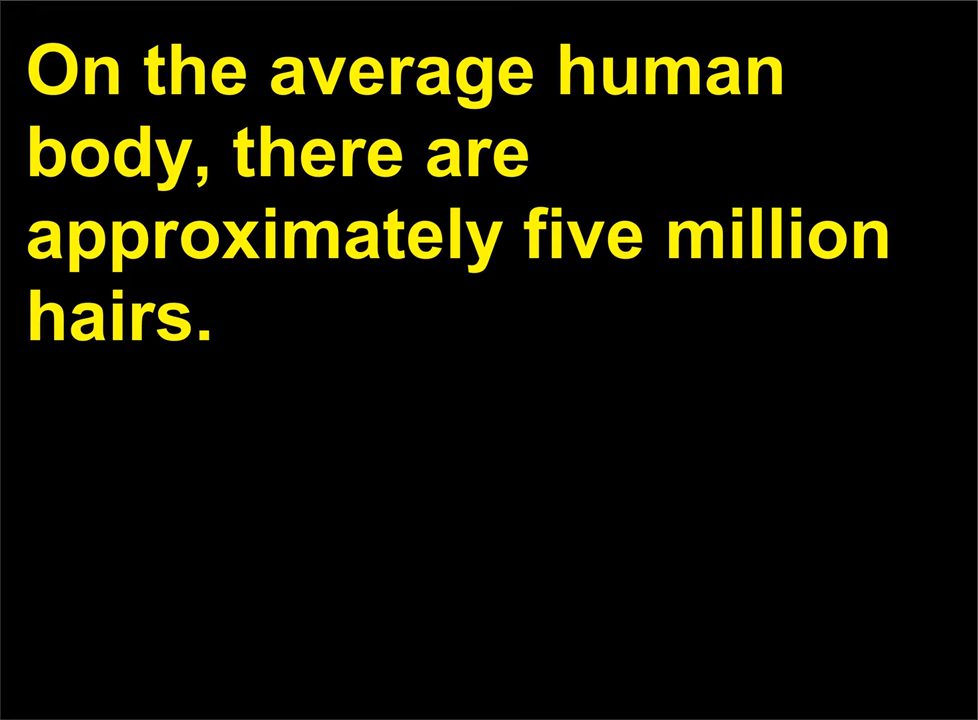 On the average human
body, there are
approximately five million
hairs.